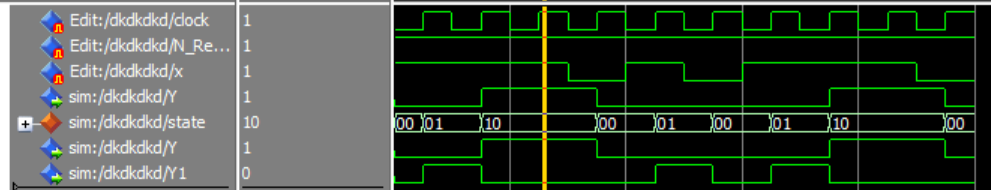 Edit:/dkdkdkd/clock 1
Edit:/dkdkdkd/N_Re... 1
Edit:/dkdkdkd/x 1
sim:/dkdkdkd/Y 1
sim:/dkdkdkd/state 10 00 01 10 00 01 00 01 10 00
sim:/dkdkdkd/Y 1
sim:/dkdkdkd/Y1 0